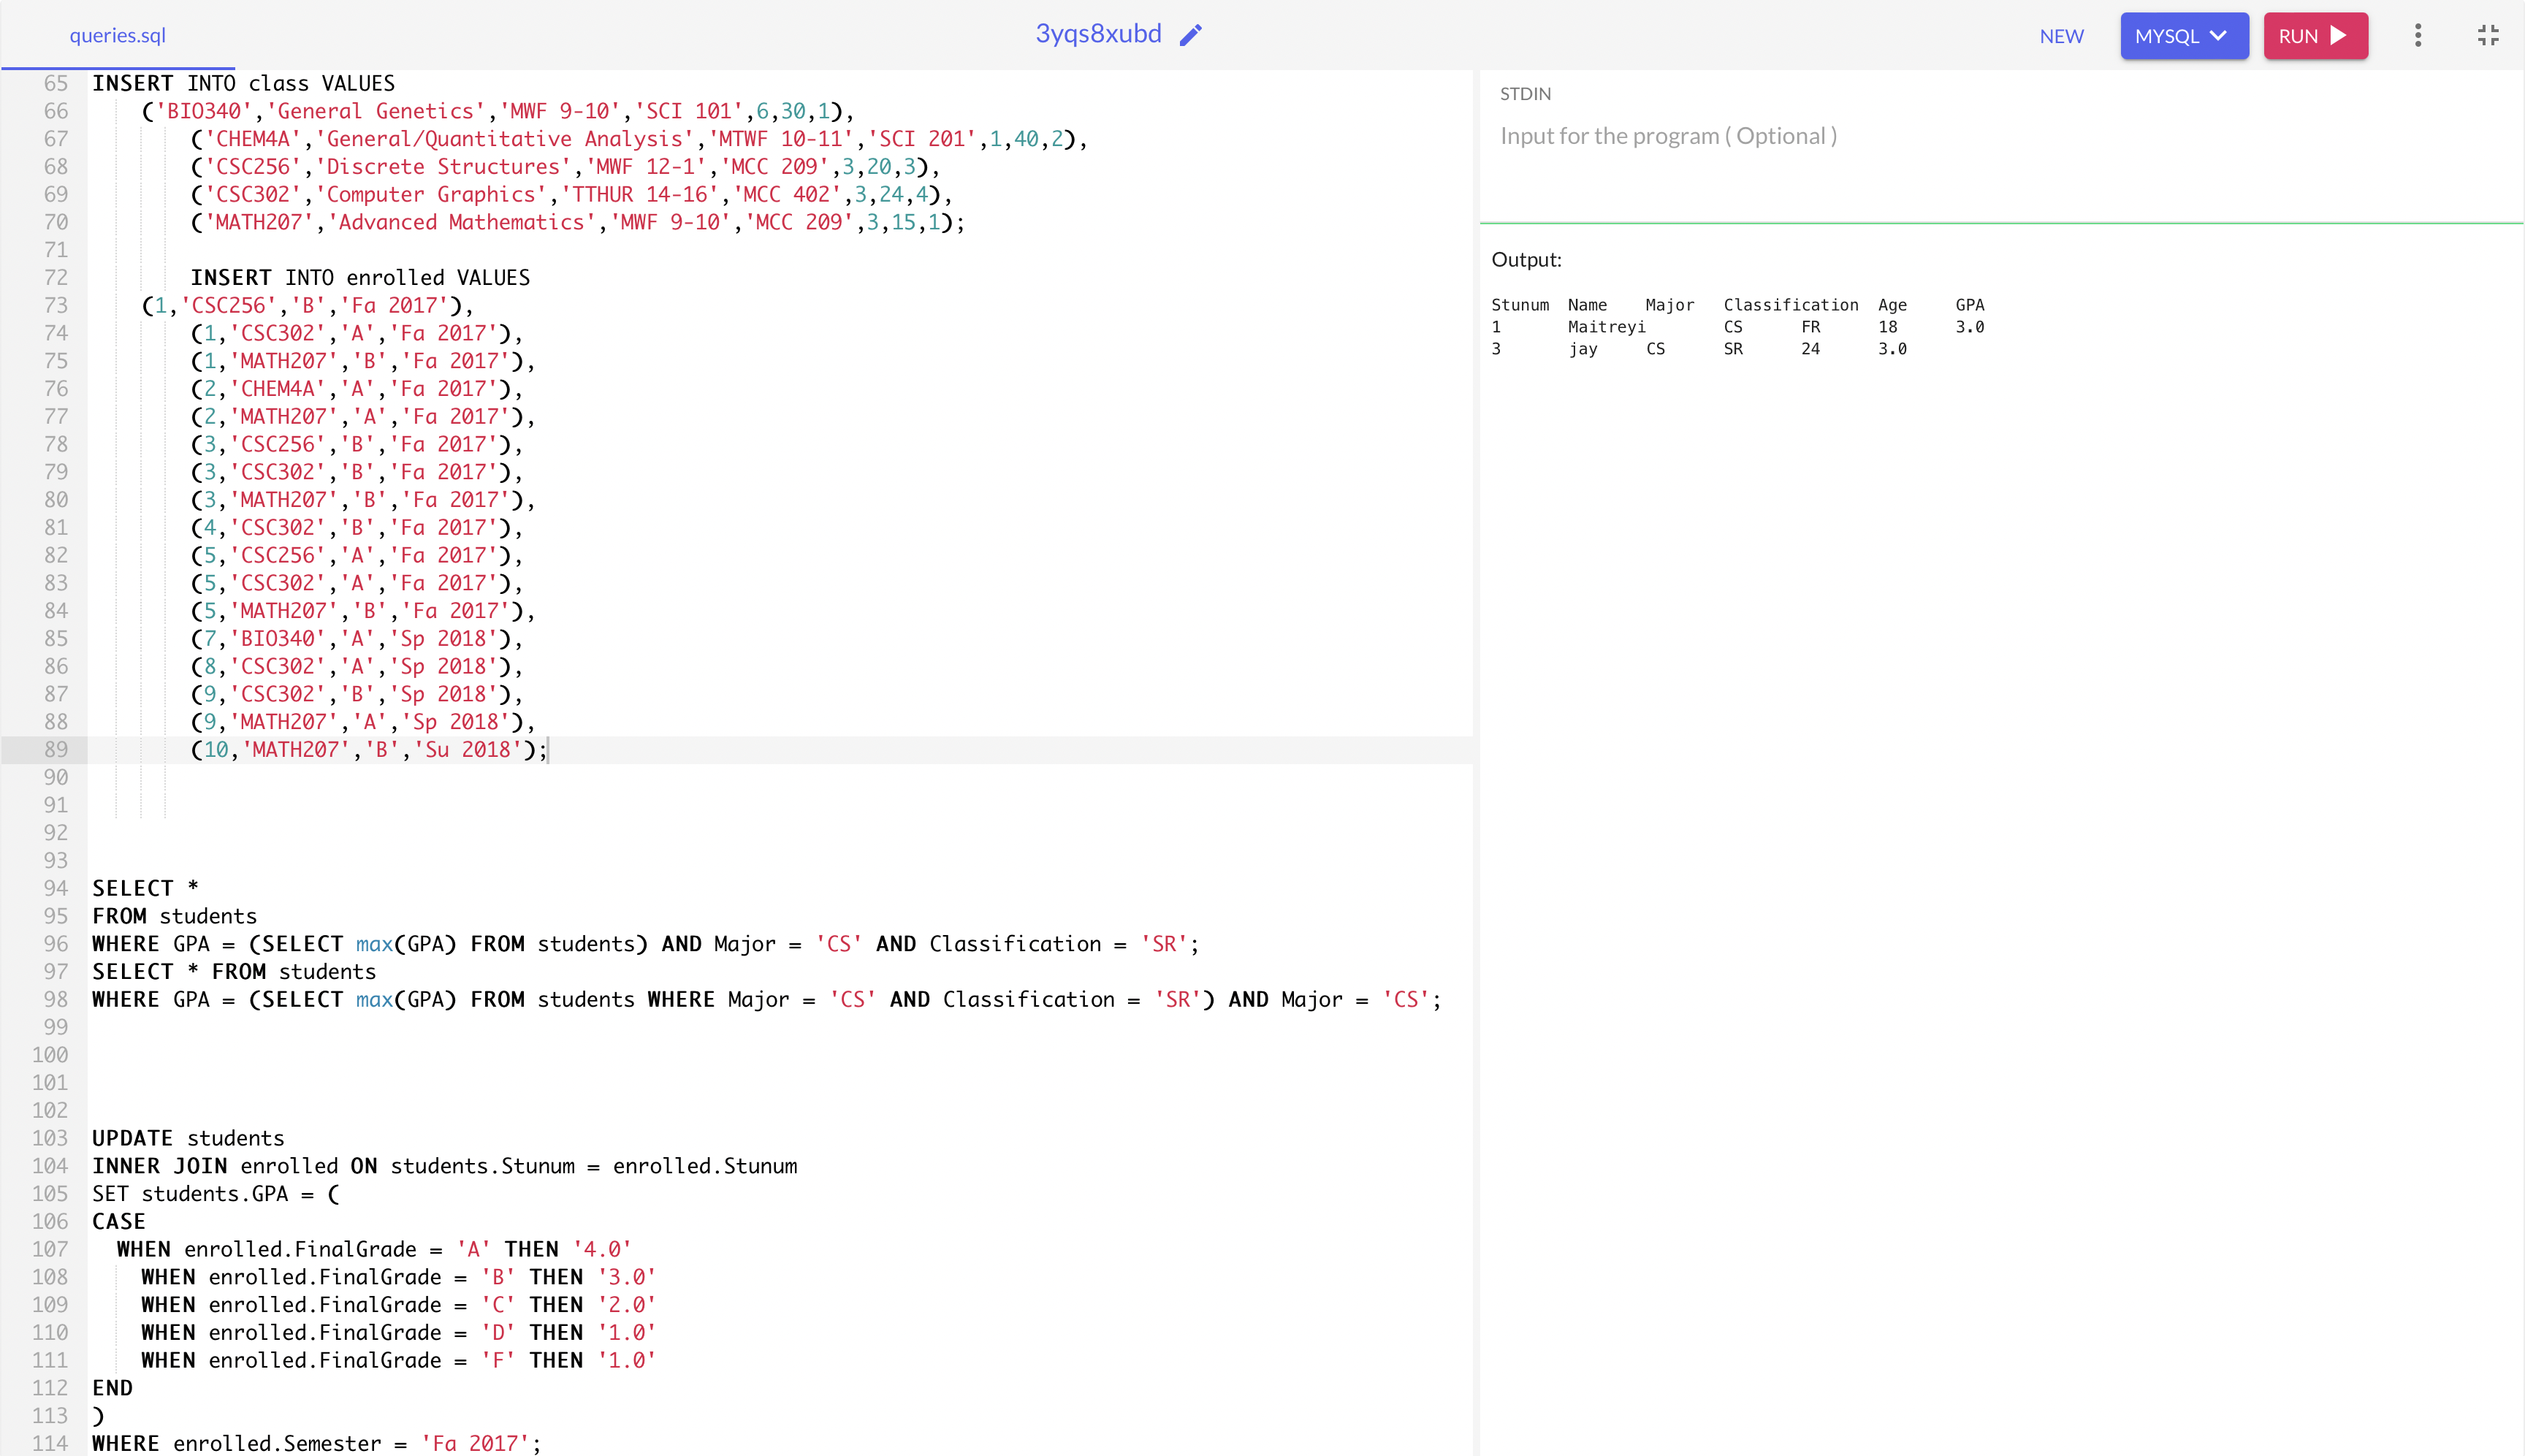 queries.sql
3yqs8xubd
NEW
MYSQL
RUN
65 INSERT INTO class VALUES
66 ('BIO340','General Genetics','MWF 9-10','SCI 101',6,30,1),
67 ('CHEM4A','General/Quantitative Analysis','MTWF 10-11','SCI 201',1,40,2),
68 ('CSC256','Discrete Structures','MWF 12-1','MCC 209',3,20,3),
69 ('CSC302','Computer Graphics','TTHUR 14-16','MCC 402',3,24,4),
70 ('MATH207','Advanced Mathematics','MWF 9-10','MCC 209',3,15,1);
71
72 INSERT INTO enrolled VALUES
73 (1,'CSC256','B','Fa 2017'),
74 (1,'CSC302','A','Fa 2017'),
75 (1,'MATH207','B','Fa 2017'),
76 (2,'CHEM4A','A','Fa 2017'),
77 (2,'MATH207','A','Fa 2017'),
78 (3,'CSC256','B','Fa 2017'),
79 (3,'CSC302','B','Fa 2017'),
80 (3,'MATH207','B','Fa 2017'),
81 (4,'CSC302','B','Fa 2017'),
82 (5,'CSC256','A','Fa 2017'),
83 (5,'CSC302','A','Fa 2017'),
84 (5,'MATH207','B','Fa 2017'),
85 (7,'BIO340','A','Sp 2018'),
86 (8,'CSC302','A','Sp 2018'),
87 (9,'CSC302','B','Sp 2018'),
88 (9,'MATH207','A','Sp 2018'),
89 (10,'MATH207','B','Su 2018');
90
91
92
93
94 SELECT *
95 FROM students
96 WHERE GPA = (SELECT max(GPA) FROM students) AND Major = 'CS' AND Classification = 'SR';
97 SELECT * FROM students
98 WHERE GPA = (SELECT max(GPA) FROM students WHERE Major = 'CS' AND Classification = 'SR') AND Major = 'CS';
99
100
101
102
103 UPDATE students
104 INNER JOIN enrolled ON students.Stunum = enrolled.Stunum
105 SET students.GPA = (
106 CASE
107 WHEN enrolled.FinalGrade = 'A' THEN '4.0'
108 WHEN enrolled.FinalGrade = 'B' THEN '3.0'
109 WHEN enrolled.FinalGrade = 'C' THEN '2.0'
110 WHEN enrolled.FinalGrade = 'D' THEN '1.0'
111 WHEN enrolled.FinalGrade = 'F' THEN '1.0'
112 END
113 )
114 WHERE enrolled.Semester = 'Fa 2017';
STDIN
Input for the program ( Optional )
Output:
Stunum Name Major Classification Age GPA
1 Maitreyi CS FR 18 3.0
3 jay CS SR 24 3.0